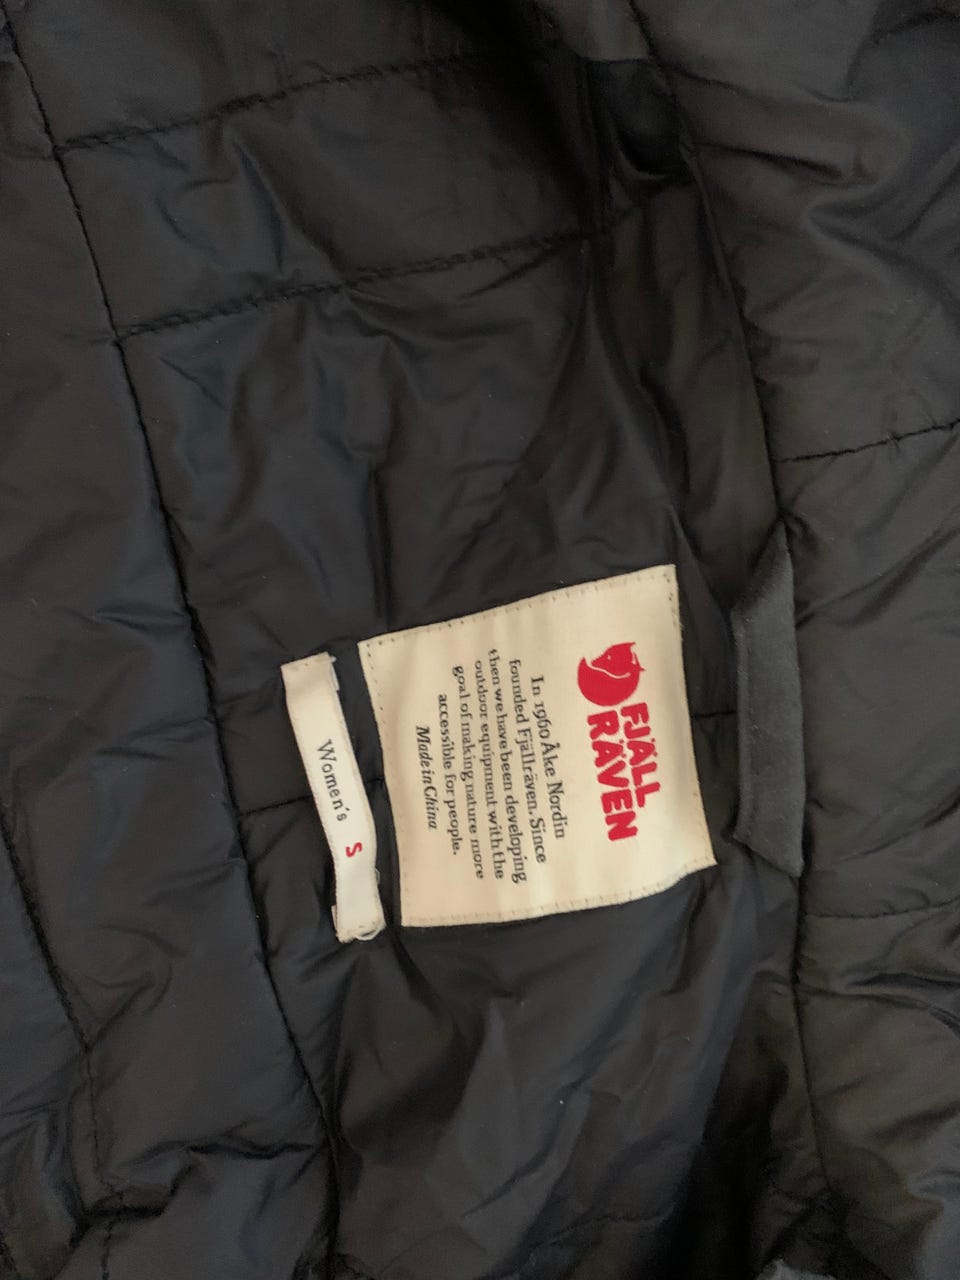 FJÄLL
RÄVEN
In 1960 Åke Nordin
founded Fjällräven. Since
then we have been developing
outdoor equipment with the
goal of making nature more
accessible for people.
Made in China
Women's S